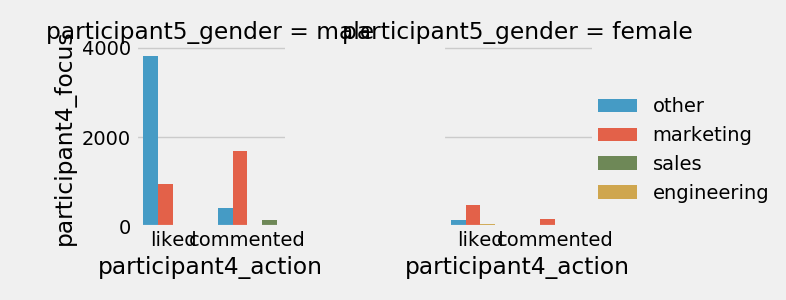 participant5_gender = male
participant5_gender = female
participant4_focus
4000
2000
0
liked
commented
liked
commented
participant4_action
participant4_action
other
marketing
sales
engineering